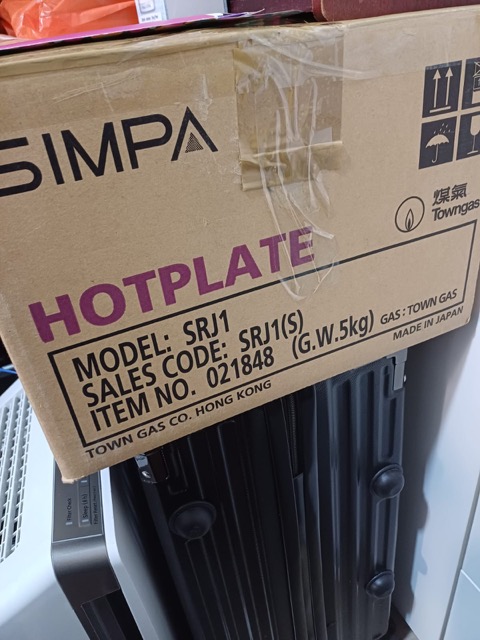 SIMPA
煤氣
Towngas
HOTPLATE
MODEL: SRJ1
SALES CODE: SRJ1(S)
ITEM NO. 021848 (G.W.5kg) GAS : TOWN GAS
MADE IN JAPAN
TOWN GAS CO. HONG KONG